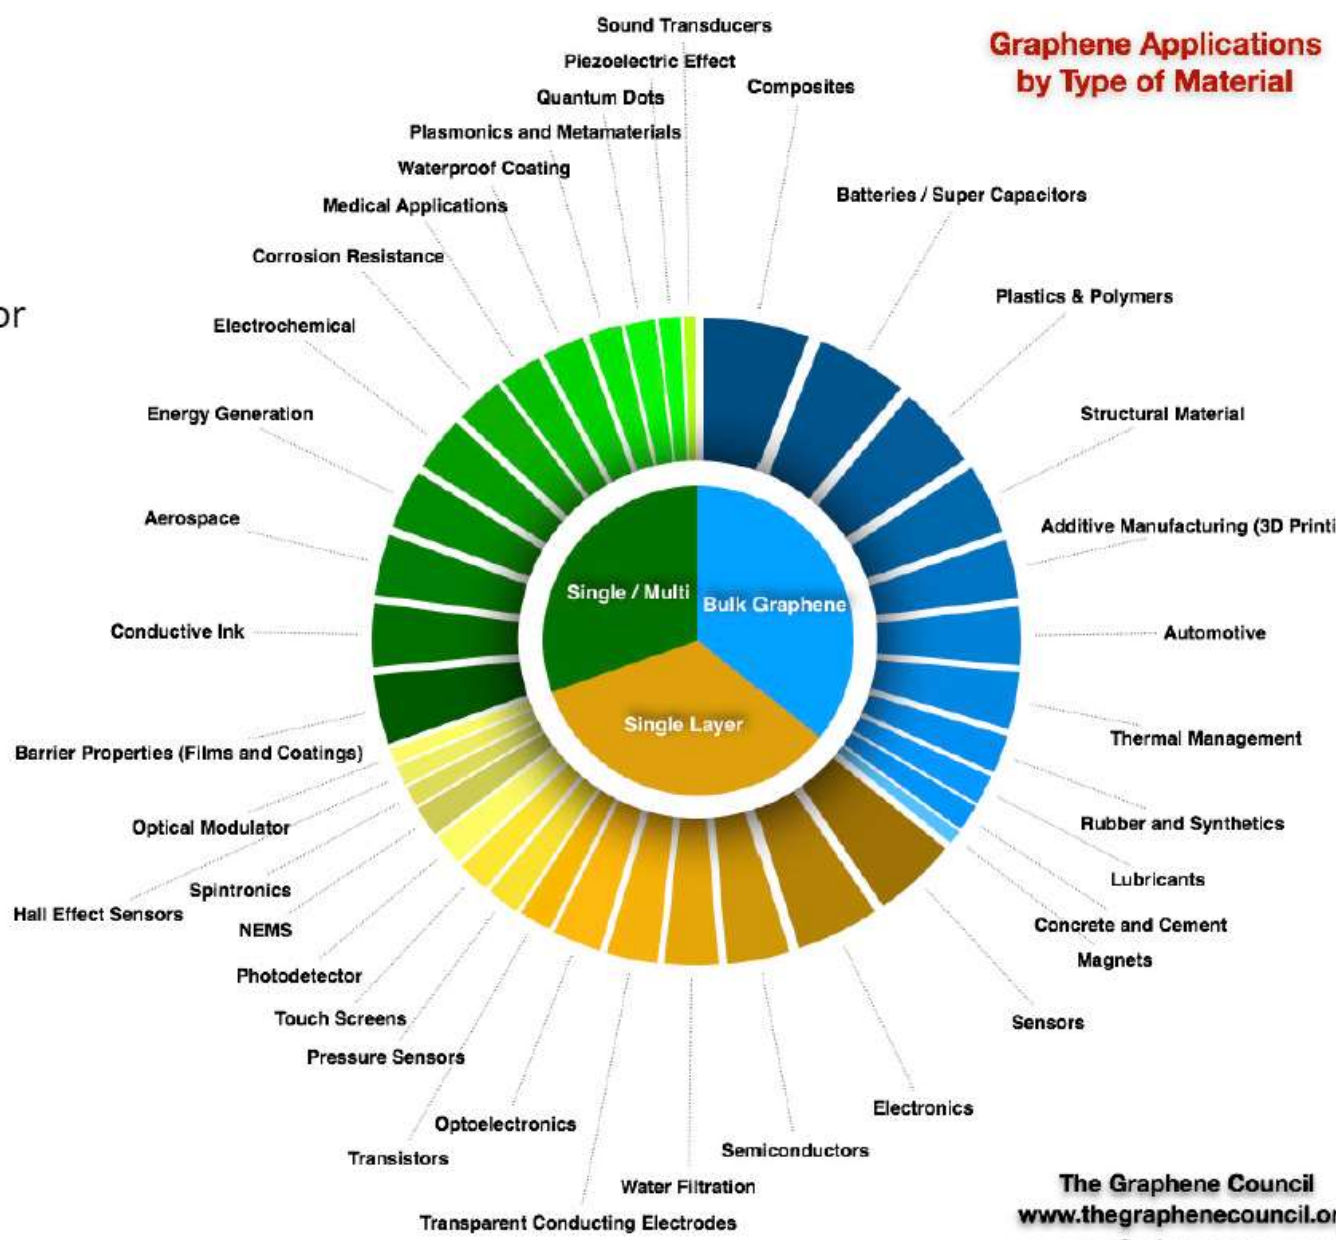 Graphene Applications
by Type of Material
or
Sound Transducers
Piezoelectric Effect
Quantum Dots
Plasmonics and Metamaterials
Waterproof Coating
Medical Applications
Corrosion Resistance
Electrochemical
Energy Generation
Aerospace
Conductive Ink
Barrier Properties (Films and Coatings)
Optical Modulator
Hall Effect Sensors
Spintronics
NEMS
Photodetector
Touch Screens
Pressure Sensors
Transistors
Optoelectronics
Transparent Conducting Electrodes
Water Filtration
Semiconductors
Electronics
Sensors
Magnets
Concrete and Cement
Lubricants
Rubber and Synthetics
Thermal Management
Automotive
Additive Manufacturing (3D Printi
Structural Material
Plastics & Polymers
Batteries / Super Capacitors
Composites
Single / Multi
Bulk Graphene
Single Layer
The Graphene Council
www.thegraphenecouncil.or